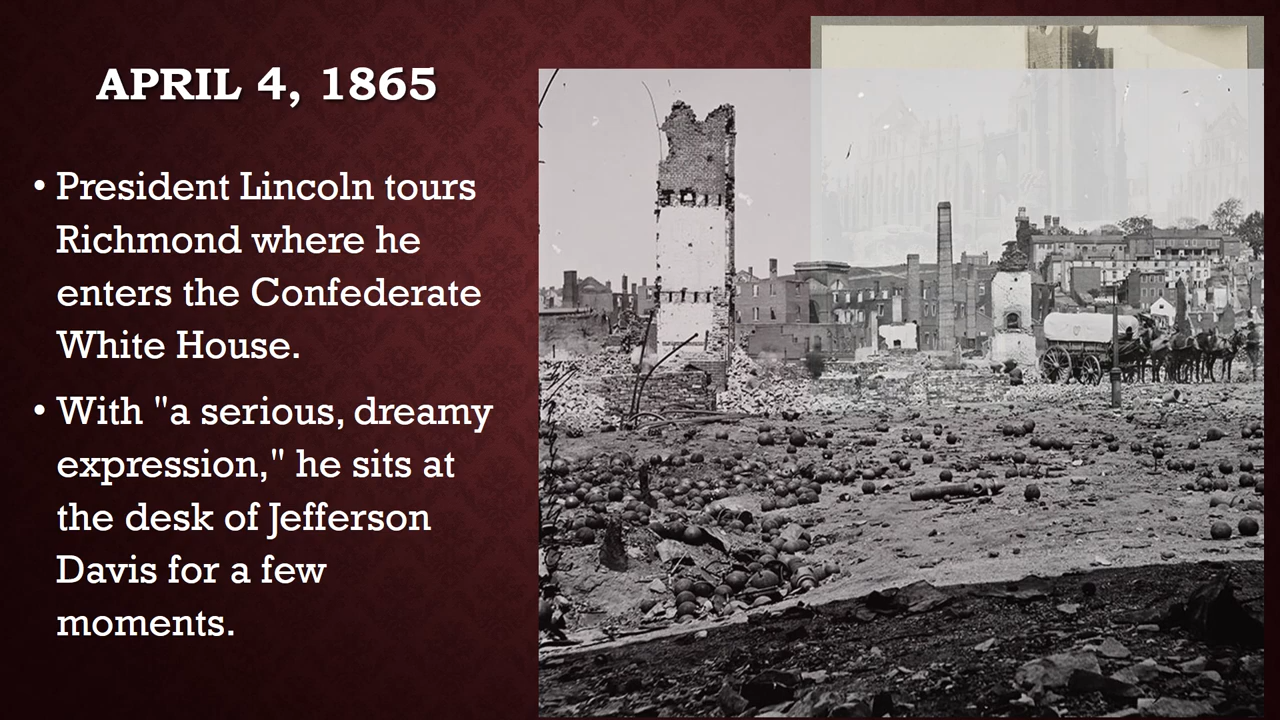 APRIL 4, 1865
• President Lincoln tours
Richmond where he
enters the Confederate
White House.
• With "a serious, dreamy
expression," he sits at
the desk of Jefferson
Davis for a few
moments.